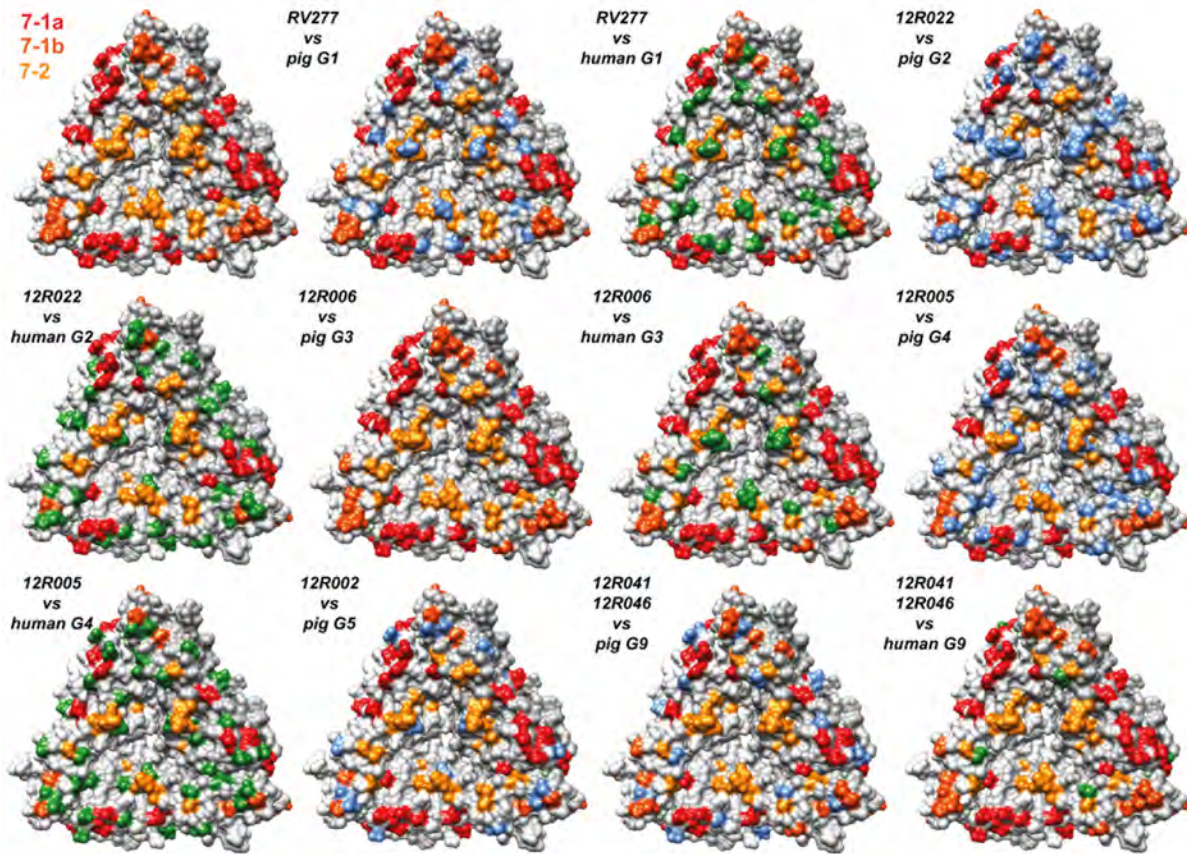 7-1a
7-1b
7-2
RV277
vs
pig G1
RV277
vs
human G1
12R022
vs
pig G2
12R022
vs
human G2
12R006
vs
pig G3
12R006
vs
human G3
12R005
vs
pig G4
12R005
vs
human G4
12R002
vs
pig G5
12R041
12R046
vs
pig G9
12R041
12R046
vs
human G9